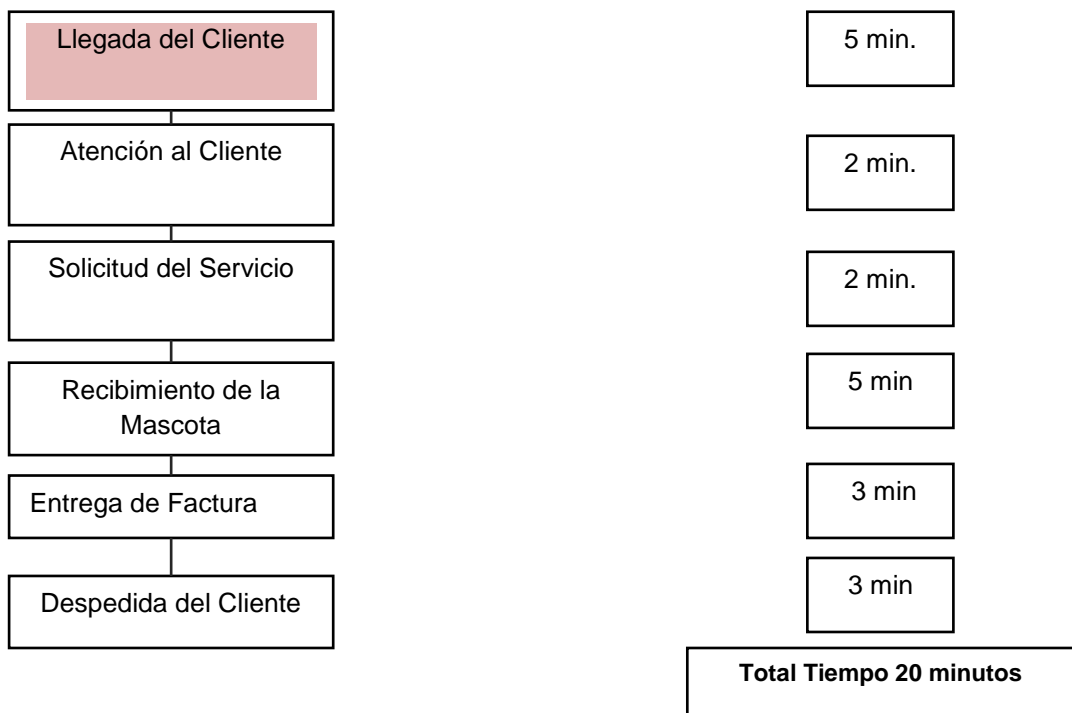 Llegada del Cliente
5 min.
Atención al Cliente
2 min.
Solicitud del Servicio
2 min.
Recibimiento de la
Mascota
5 min
Entrega de Factura
3 min
Despedida del Cliente
3 min
Total Tiempo 20 minutos